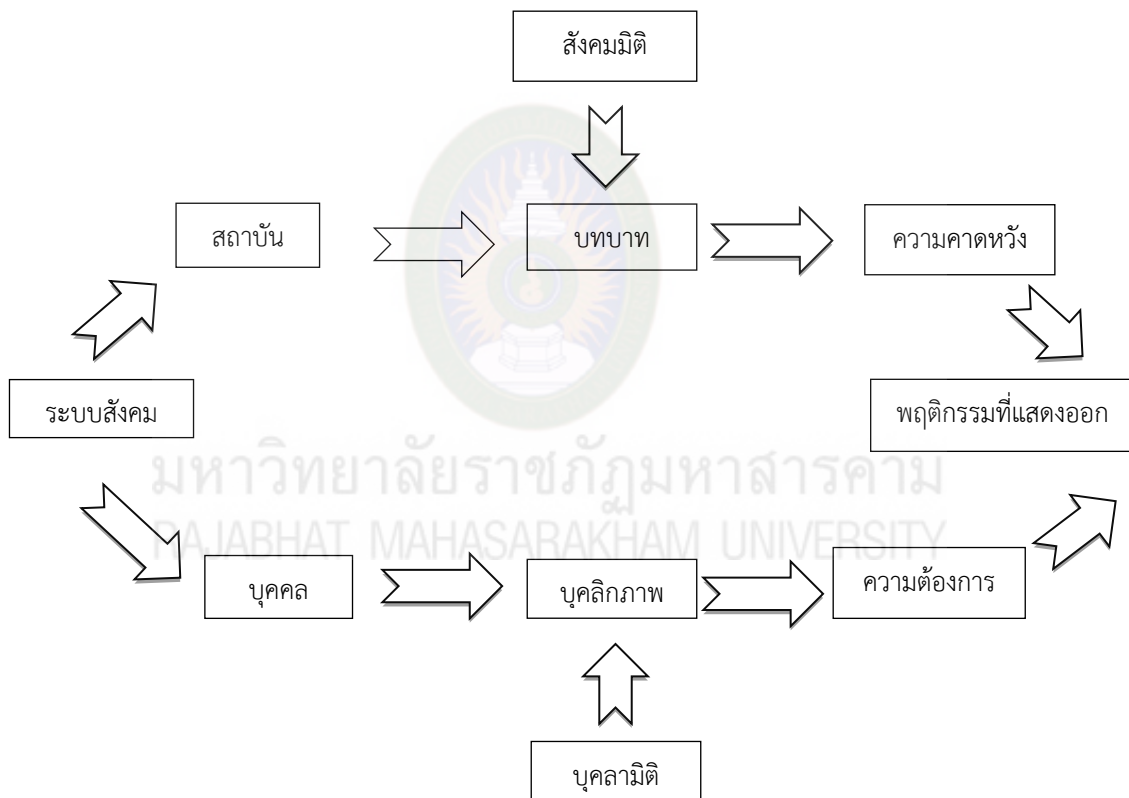 สังคมมิติ
สถาบัน
บทบาท
ความคาดหวัง
ระบบสังคม
พฤติกรรมที่แสดงออก
มหาวิทยาลัยราชภัฏมหาสารคาม
RAJABHAT MAHASARAKHAM UNIVERSITY
บุคคล
บุคลิกภาพ
ความต้องการ
บุคลามิติ